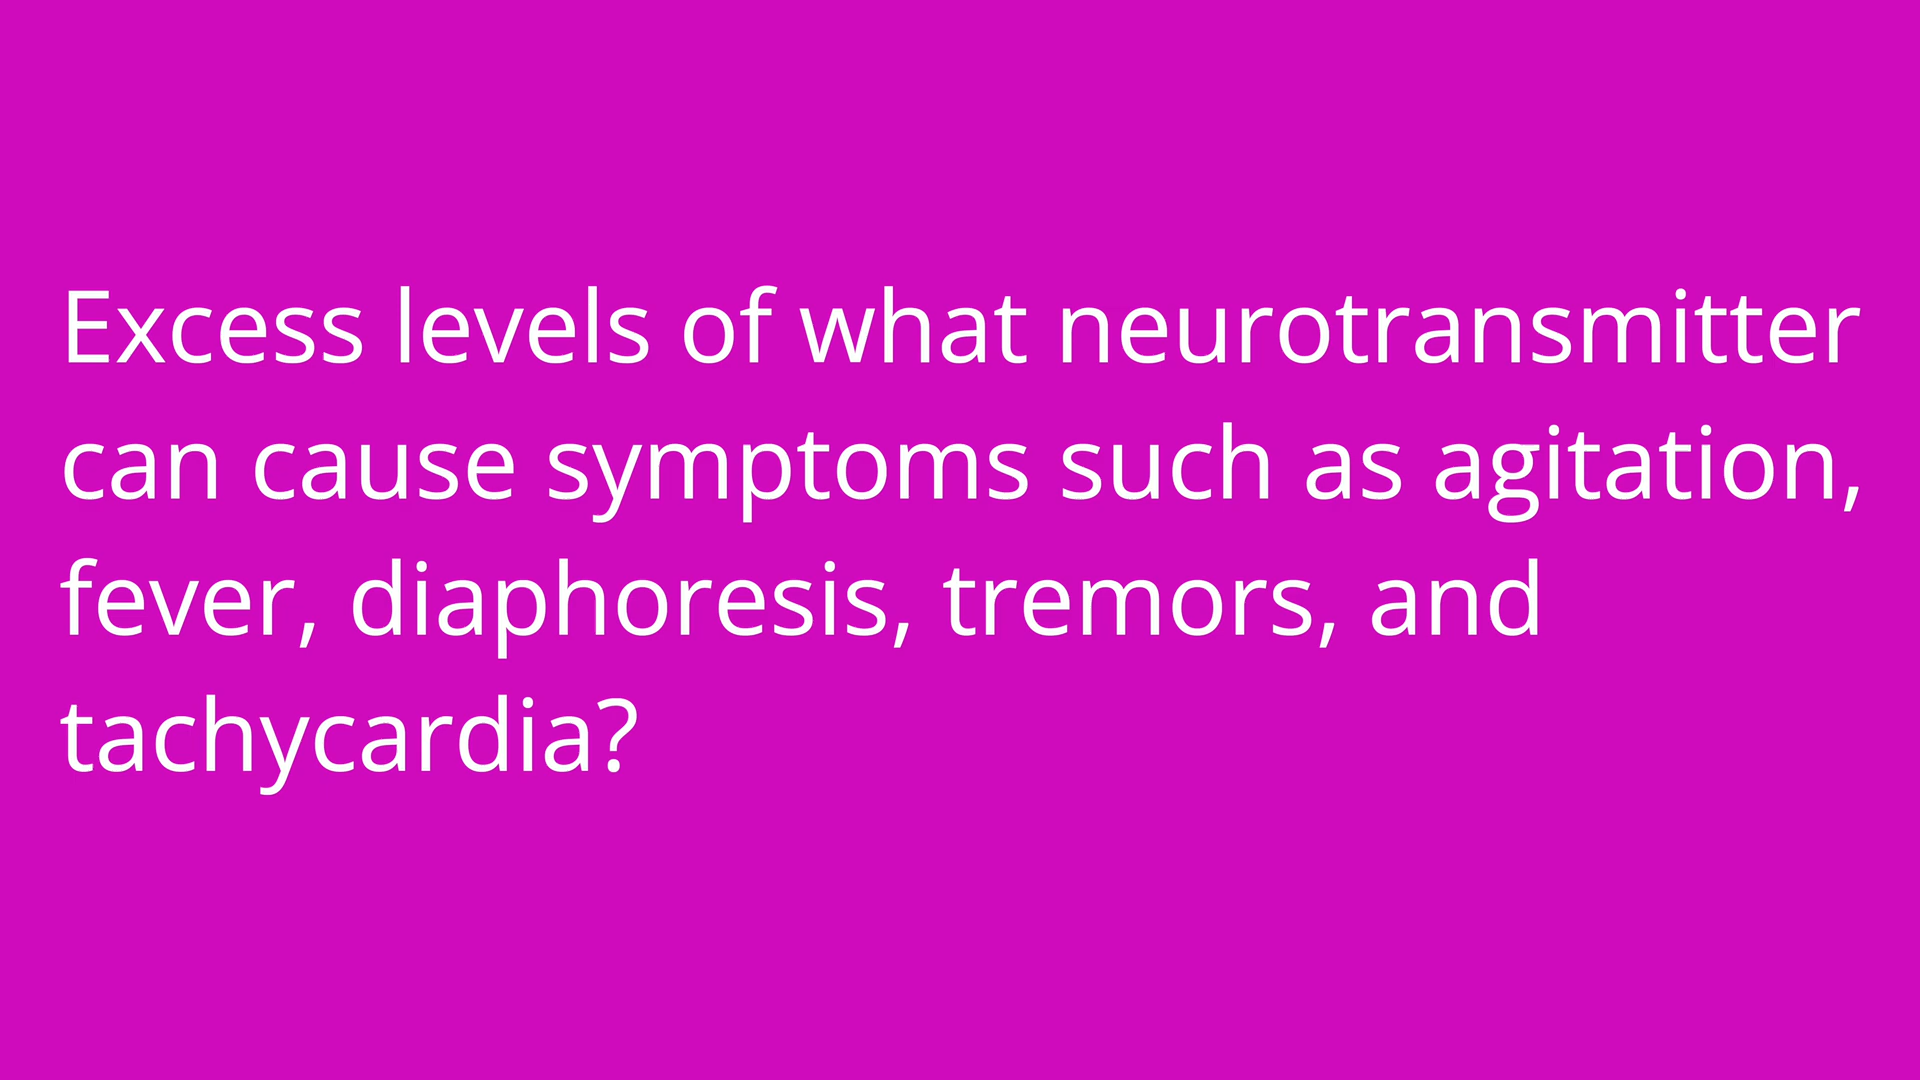 Excess levels of what neurotransmitter
can cause symptoms such as agitation,
fever, diaphoresis, tremors, and
tachycardia?